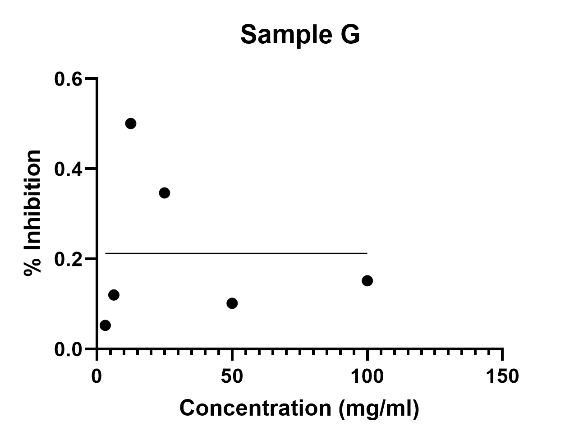 Sample G
0.6
0.4
0.2
0.0
% Inhibition
0 50 100 150
Concentration (mg/ml)